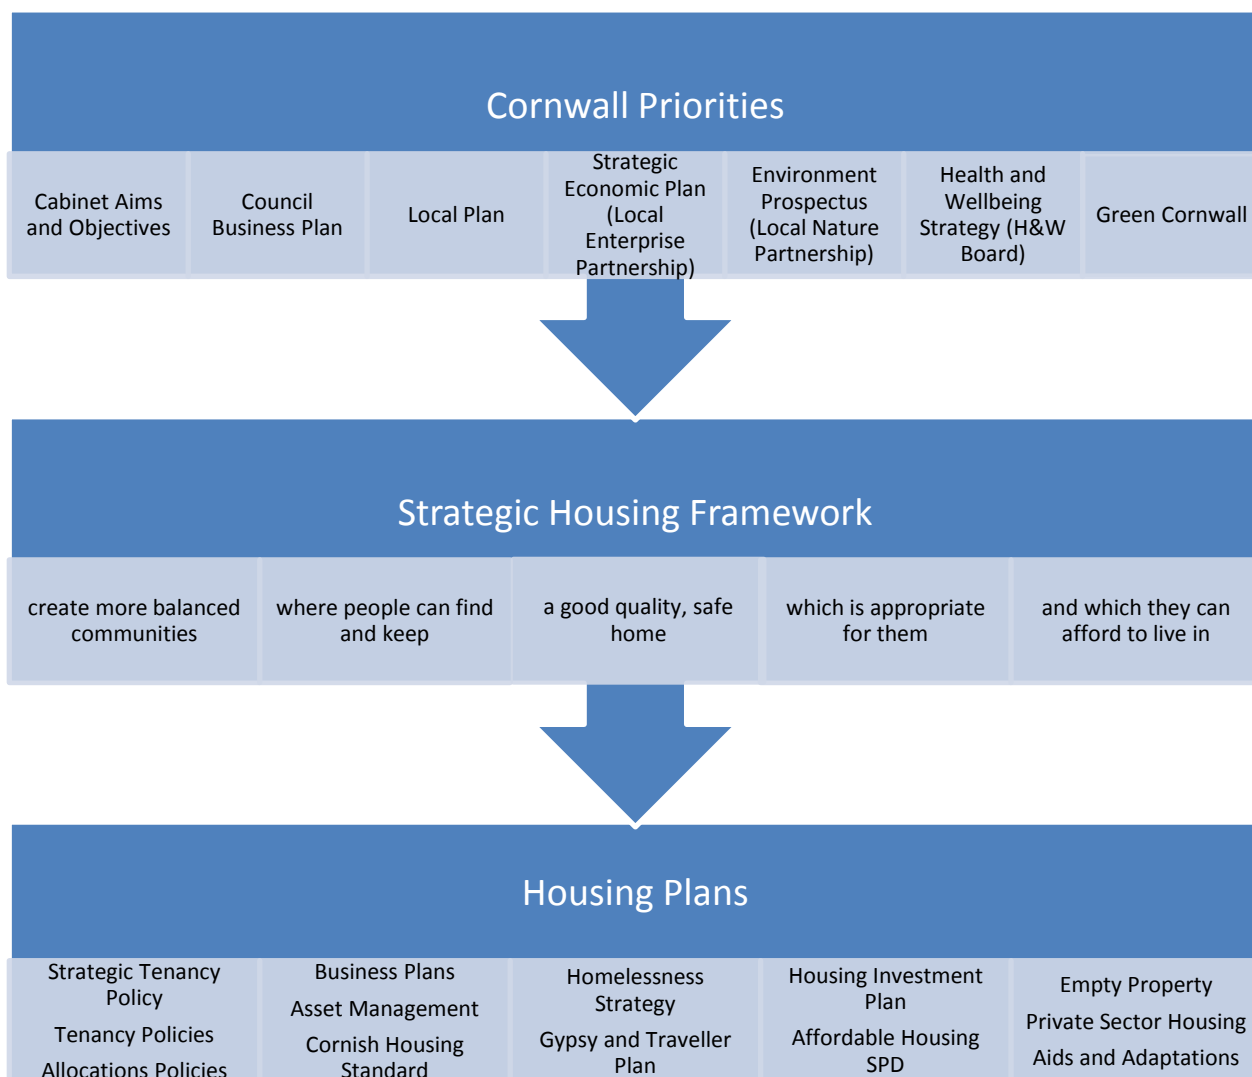 Cornwall Priorities
Cabinet Aims
and Objectives
Council
Business Plan
Local Plan
Strategic
Economic Plan
(Local
Enterprise
Partnership)
Environment
Prospectus
(Local Nature
Partnership)
Health and
Wellbeing
Strategy (H&W
Board)
Green Cornwall
Strategic Housing Framework
create more balanced
communities
where people can find
and keep
a good quality, safe
home
which is appropriate
for them
and which they can
afford to live in
Housing Plans
Strategic Tenancy
Policy
Tenancy Policies
Allocations Policies
Business Plans
Asset Management
Cornish Housing
Standard
Homelessness
Strategy
Gypsy and Traveller
Plan
Housing Investment
Plan
Affordable Housing
SPD
Empty Property
Private Sector Housing
Aids and Adaptations